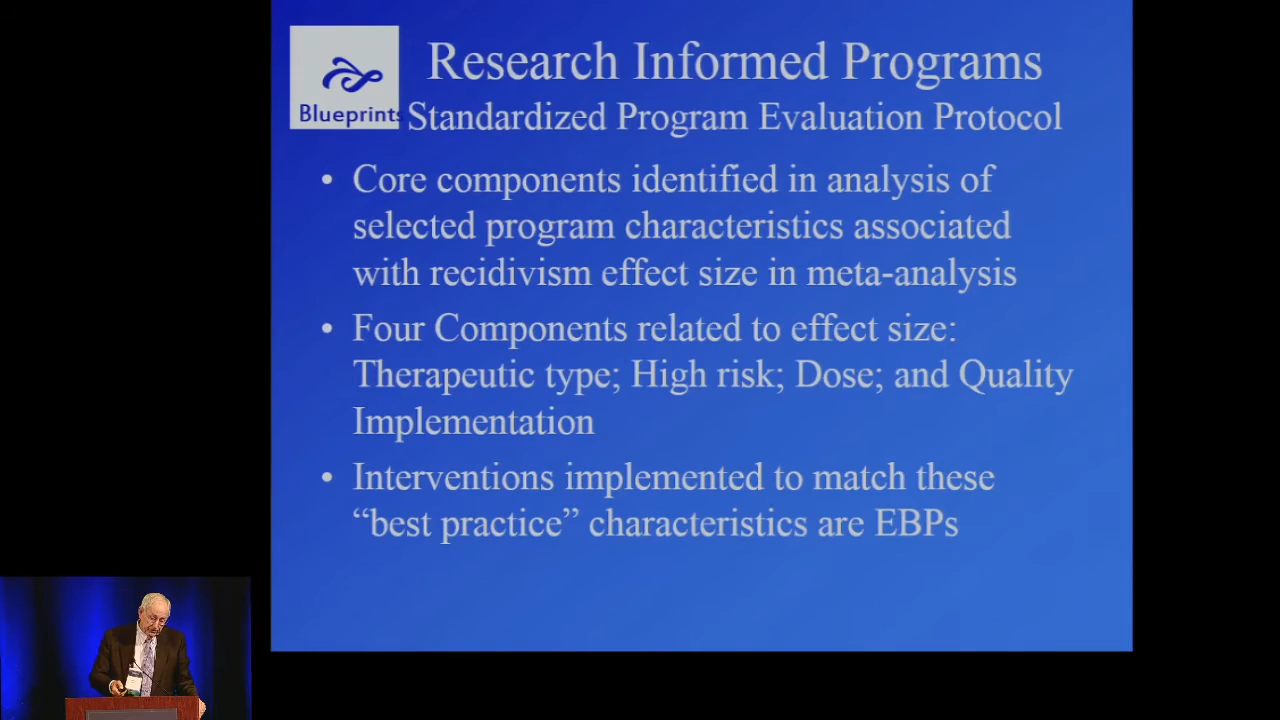 Research Informed Programs
Blueprints
Standardized Program Evaluation Protocol
• Core components identified in analysis of
selected program characteristics associated
with recidivism effect size in meta-analysis
• Four Components related to effect size:
Therapeutic type; High risk; Dose; and Quality
Implementation
• Interventions implemented to match these
“best practice” characteristics are EBPs